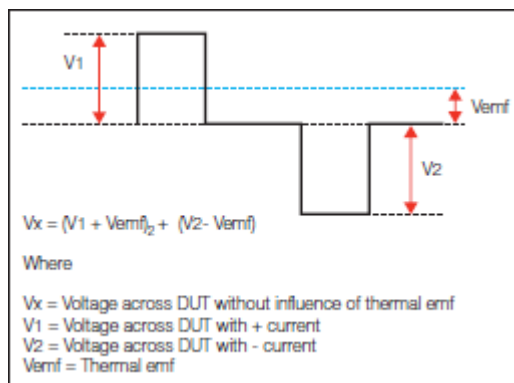 V1
Vemf
V2
Vx = (V1 + Vemf)₂ + (V2- Vemf)
Where
Vx = Voltage across DUT without influence of thermal emf
V1 = Voltage across DUT with + current
V2 = Voltage across DUT with - current
Vemf = Thermal emf